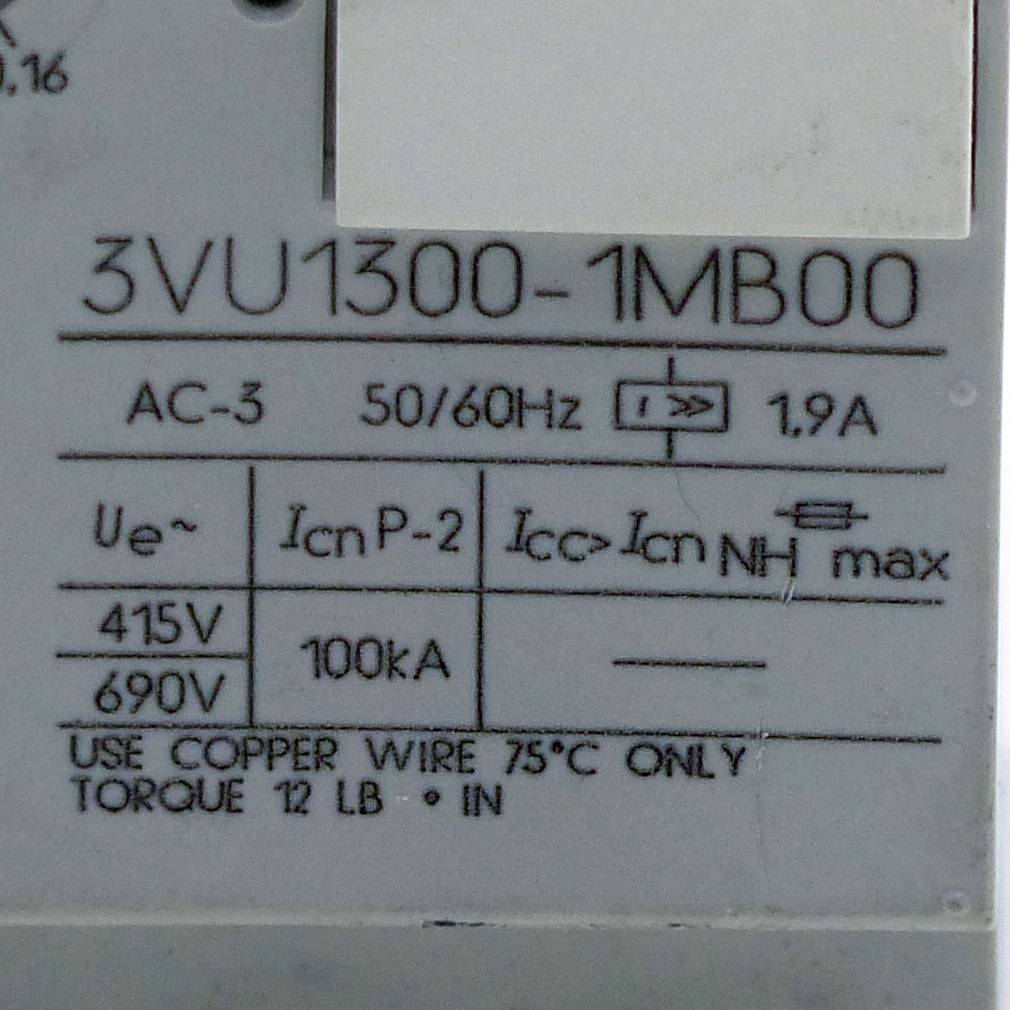 0,16
3VU1300-1MB00
AC-3 50/60Hz I>> 1.9A
Ue~ IcnP-2 Icc>Icn NH max
415V
100kA ——
690V
USE COPPER WIRE 75°C ONLY
TORQUE 12 LB • IN